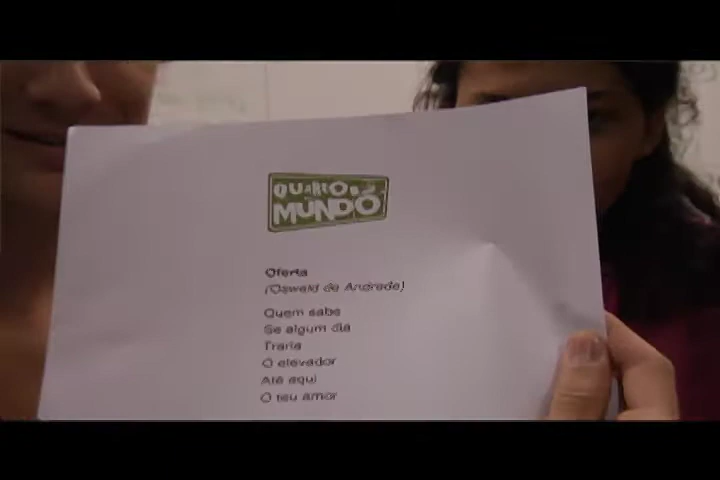 QUARTO
MUNDO
Oferta
(Oswald de Andrade)
Quem sabe
Se algum dia
Traria
O elevador
Até aqui
O teu amor